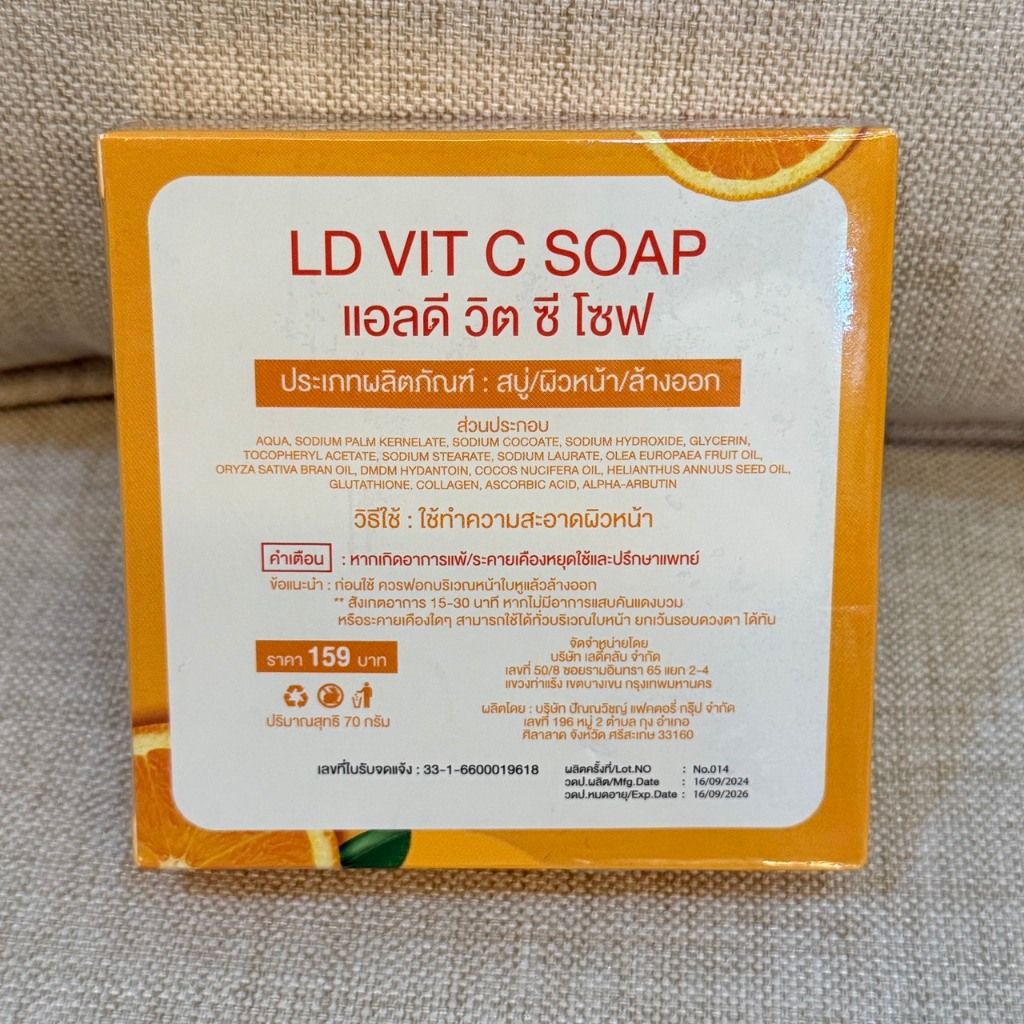 LD VIT C SOAP
แอลดี วิต ซี โซฟ
ประเภทผลิตภัณฑ์ : สบู่/ผิวหน้า/ล้างออก
ส่วนประกอบ
AQUA, SODIUM PALM KERNELATE, SODIUM COCOATE, SODIUM HYDROXIDE, GLYCERIN,
TOCOPHERYL ACETATE, SODIUM STEARATE, SODIUM LAURATE, OLEA EUROPAEA FRUIT OIL,
ORYZA SATIVA BRAN OIL, DMDM HYDANTOIN, COCOS NUCIFERA OIL, HELIANTHUS ANNUUS SEED OIL,
GLUTATHIONE, COLLAGEN, ASCORBIC ACID, ALPHA-ARBUTIN
วิธีใช้ : ใช้ทำความสะอาดผิวหน้า
คำเตือน : หากเกิดอาการแพ้/ระคายเคืองหยุดใช้และปรึกษาแพทย์
ข้อแนะนำ : ก่อนใช้ ควรฟอกบริเวณหน้าใบหูแล้วล้างออก
** สังเกตอาการ 15-30 นาที หากไม่มีอาการแสบคันแดงบวม
หรือระคายเคืองใดๆ สามารถใช้ได้ทั่วบริเวณใบหน้า ยกเว้นรอบดวงตา ได้ทัน
ราคา 159 บาท
ปริมาณสุทธิ 70 กรัม
จัดจำหน่ายโดย
บริษัท เลดี้คลับ จำกัด
เลขที่ 50/8 ซอยรามอินทรา 65 แยก 2-4
แขวงท่าแร้ง เขตบางเขน กรุงเทพมหานคร
ผลิตโดย : บริษัท ปัณณวิชญ์ แฟคตอรี่ กรุ๊ป จำกัด
เลขที่ 196 หมู่ 2 ตำบล กุง อำเภอ
ศิลาลาด จังหวัด ศรีสะเกษ 33160
เลขที่ใบรับจดแจ้ง : 33-1-6600019618
ผลิตครั้งที่/Lot.NO : No.014
วดป.ผลิต/Mfg.Date : 16/09/2024
วดป.หมดอายุ/Exp.Date : 16/09/2026